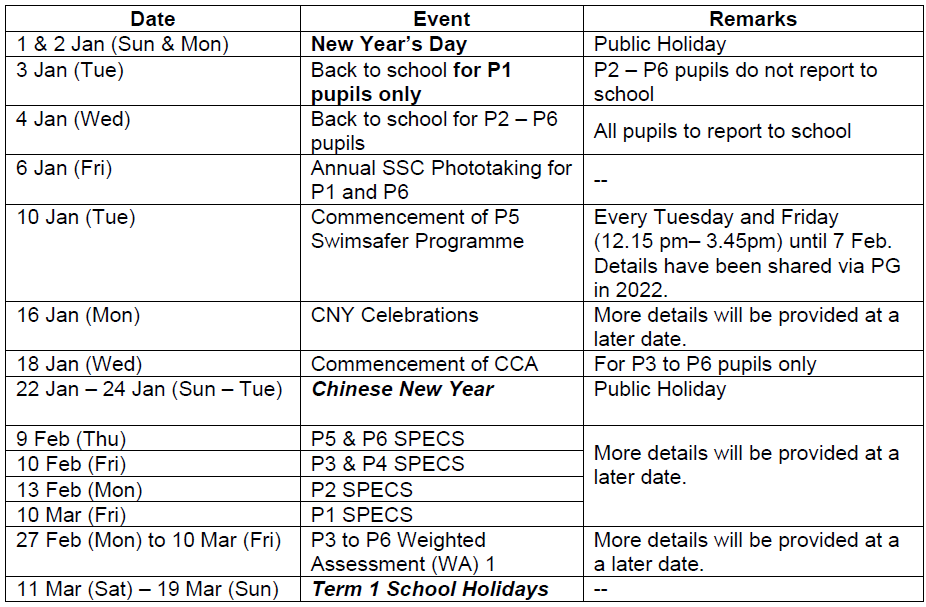 Date Event Remarks
1 & 2 Jan (Sun & Mon) New Year’s Day Public Holiday
3 Jan (Tue) Back to school for P1 P2 – P6 pupils do not report to
pupils only school
4 Jan (Wed) Back to school for P2 – P6
pupils
All pupils to report to school
6 Jan (Fri) Annual SSC Phototaking for
P1 and P6
--
10 Jan (Tue) Commencement of P5 Every Tuesday and Friday
Swimsafer Programme (12.15 pm– 3.45pm) until 7 Feb.
Details have been shared via PG
in 2022.
16 Jan (Mon) CNY Celebrations More details will be provided at a
later date.
18 Jan (Wed) Commencement of CCA For P3 to P6 pupils only
22 Jan – 24 Jan (Sun – Tue) Chinese New Year Public Holiday
9 Feb (Thu) P5 & P6 SPECS
10 Feb (Fri) P3 & P4 SPECS
13 Feb (Mon) P2 SPECS
10 Mar (Fri) P1 SPECS
More details will be provided at a
later date.
27 Feb (Mon) to 10 Mar (Fri) P3 to P6 Weighted More details will be provided at a
Assessment (WA) 1 a later date.
11 Mar (Sat) – 19 Mar (Sun) Term 1 School Holidays --